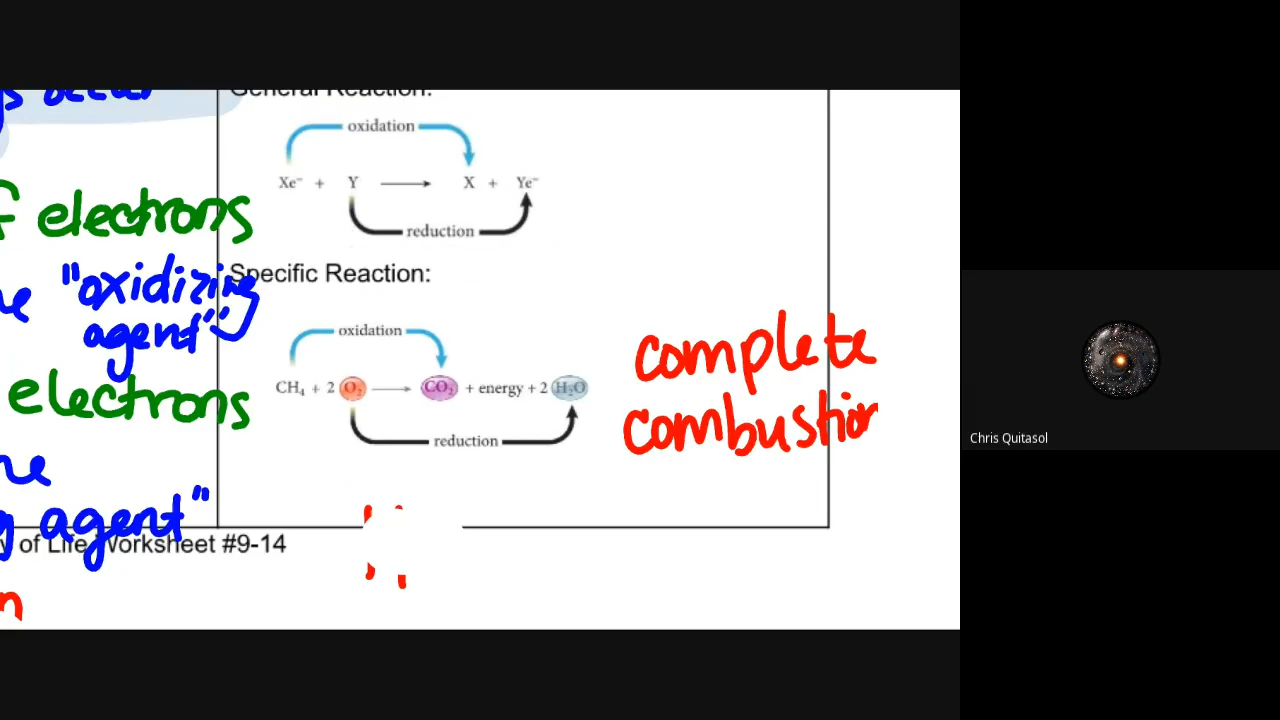 General Reaction:
oxidation
Xe⁻ + Y → X + Ye⁻
reduction
electrons
"oxidizing
agent"
Specific Reaction:
oxidation
CH₄ + 2 O₂ → CO₂ + energy + 2 H₂O
reduction
complete
combustion
electrons
agent"
of Life Worksheet #9-14
Chris Quitasol